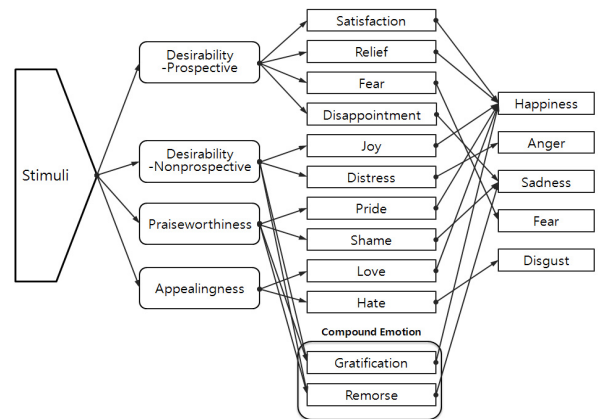 Stimuli
Desirability
-Prospective
Desirability
-Nonprospective
Praiseworthiness
Appealingness
Satisfaction
Relief
Fear
Disappointment
Joy
Distress
Pride
Shame
Love
Hate
Compound Emotion
Gratification
Remorse
Happiness
Anger
Sadness
Fear
Disgust